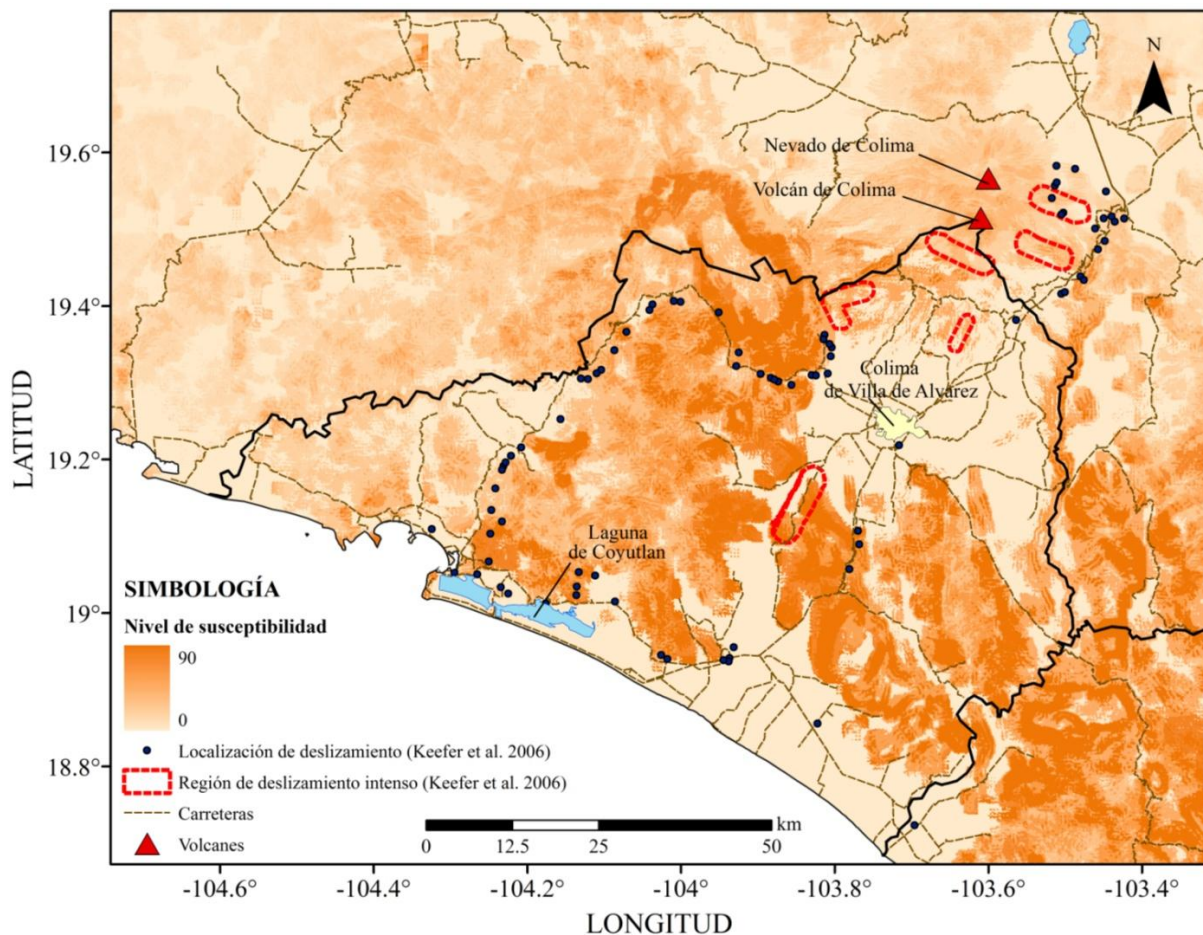 N
Nevado de Colima
Volcán de Colima
Colima
de Villa de Alvarez
Laguna
de Coyutlan
LATITUD
19.6°
19.4°
19.2°
19°
18.8°
SIMBOLOGÍA
Nivel de susceptibilidad
90
0
Localización de deslizamiento (Keefer et al. 2006)
Región de deslizamiento intenso (Keefer et al. 2006)
Carreteras
Volcanes
km
0 12.5 25 50
-104.6° -104.4° -104.2° -104° -103.8° -103.6° -103.4°
LONGITUD